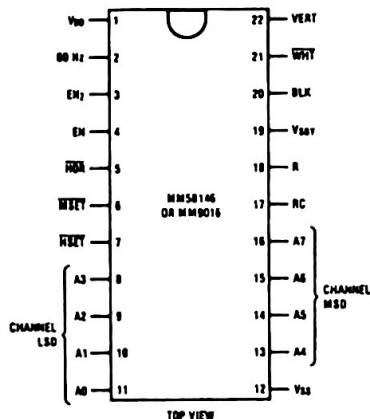 VDD 1 22 VERT
60 Hz 2 21 WHT
EN2 3 20 BLK
EN 4 19 VSBY
HOR 5 18 R
MSET 6 17 RC
HSET 7 16 A7
A3 8 15 A6
A2 9 14 A5
A1 10 13 A4
A0 11 12 VSS
MM58146
OR MM9016
CHANNEL
LSD
CHANNEL
MSD
TOP VIEW